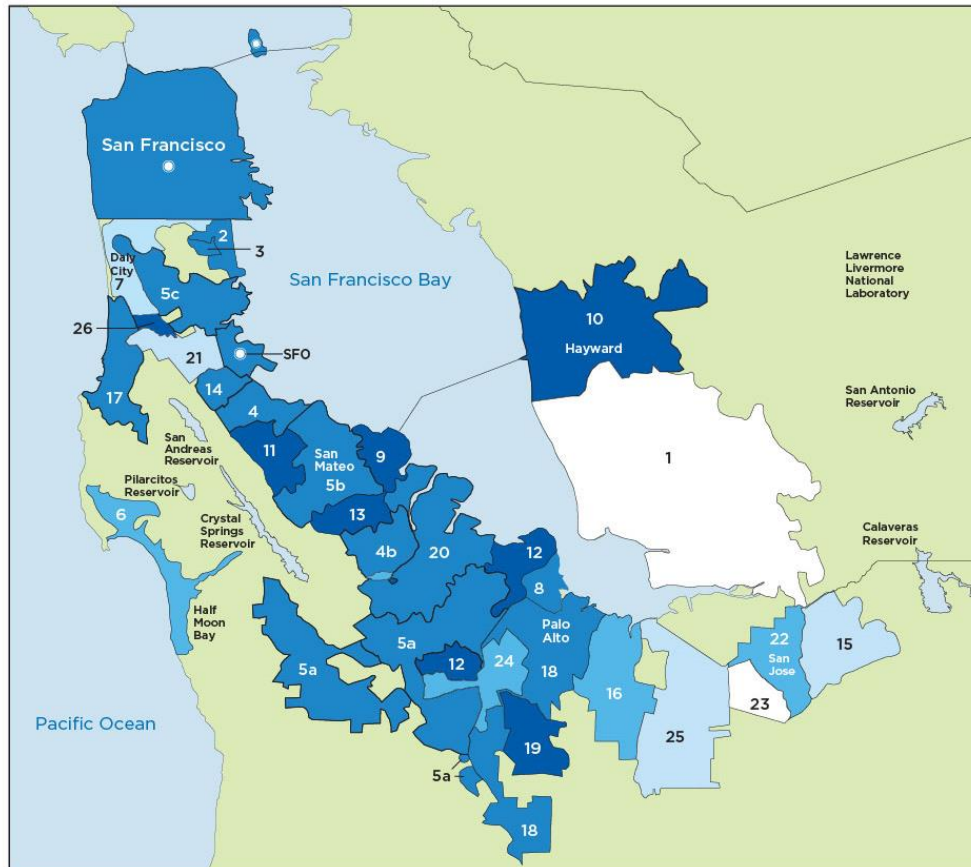 San Francisco
2
3
Daly
City
7
5c
San Francisco Bay
Lawrence
Livermore
National
Laboratory
26
21
SFO
10
Hayward
17
14
4
San Antonio
Reservoir
San
Andreas
Reservoir
11
San
Mateo
5b
9
1
Pilarcitos
Reservoir
6
Crystal
Springs
Reservoir
13
4b
20
12
8
Calaveras
Reservoir
Half
Moon
Bay
5a
5a
12
24
Palo
Alto
18
16
22
San
Jose
15
23
Pacific Ocean
19
25
5a
18